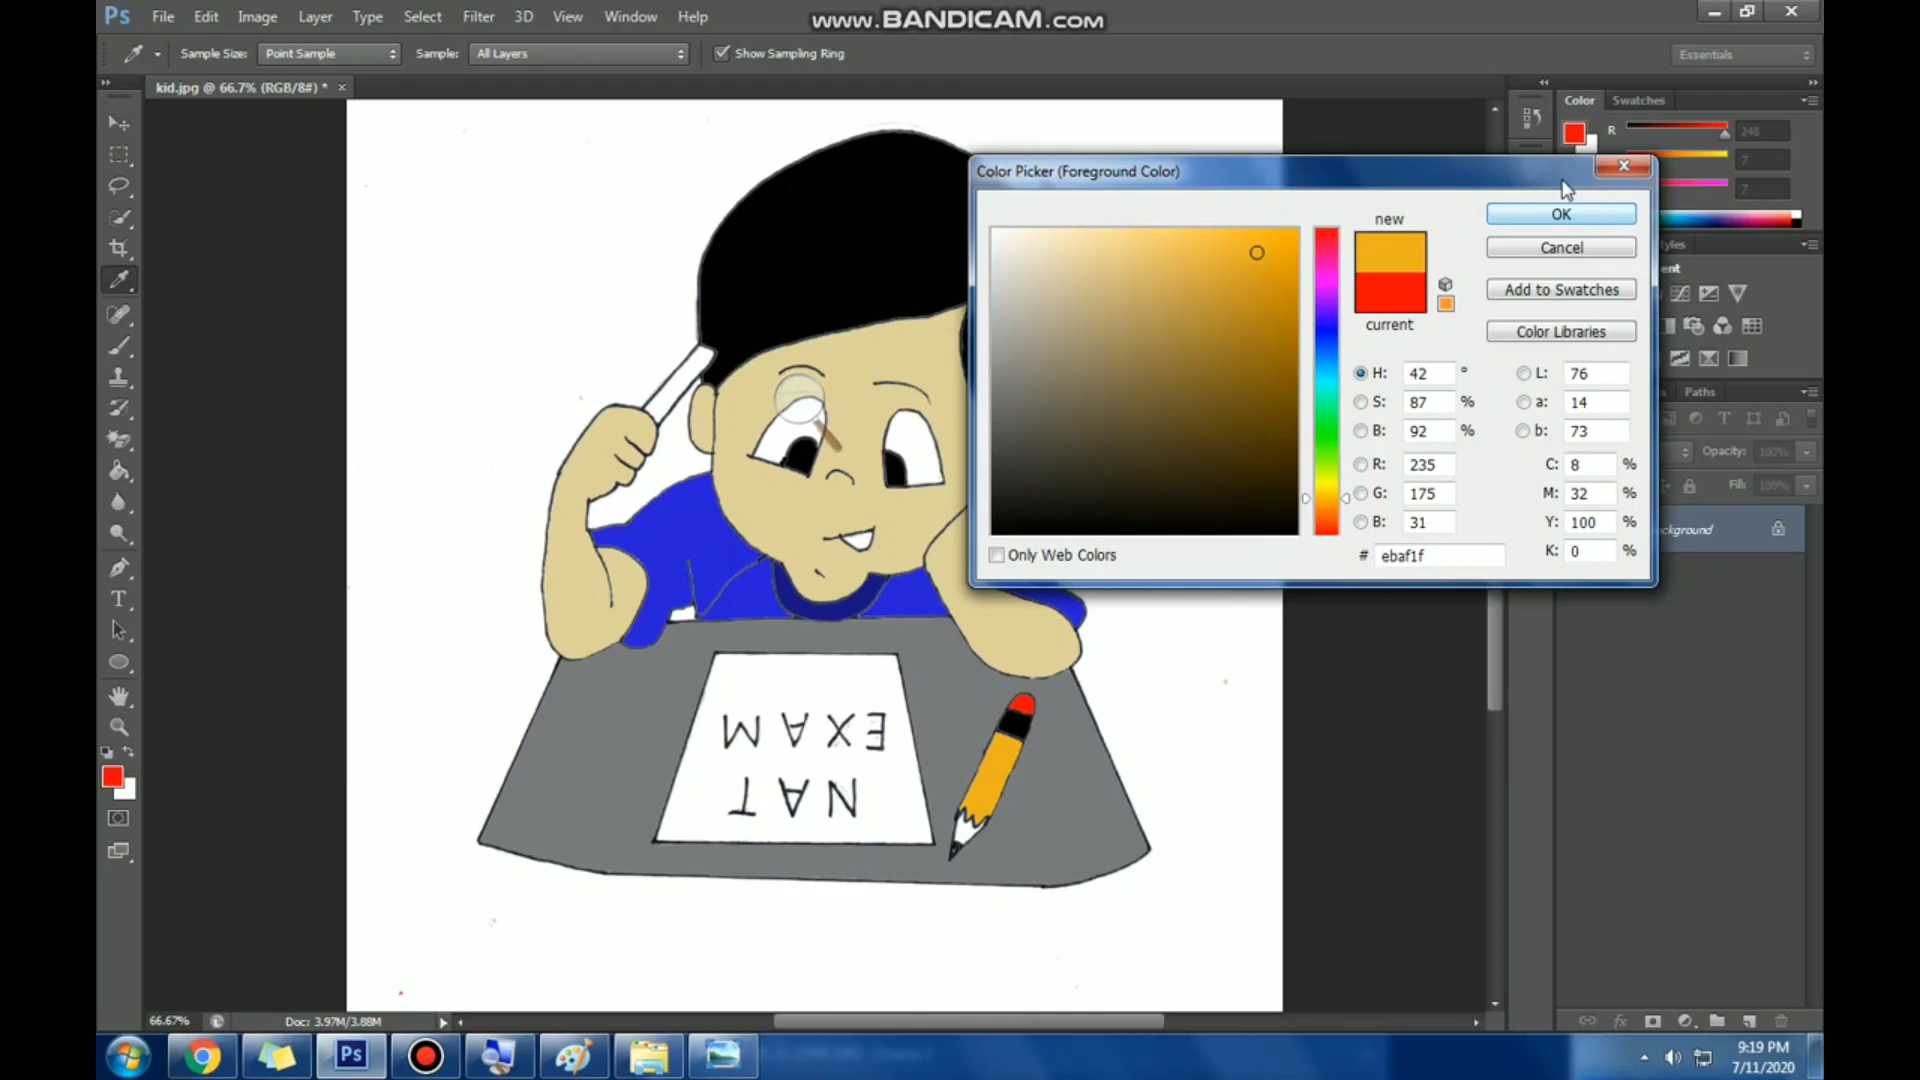 Ps File Edit Image Layer Type Select Filter 3D View Window Help
www.BANDICAM.com
Sample Size: Point Sample Sample: All Layers Show Sampling Ring Essentials
kid.jpg @ 66.7% (RGB/8#) * ×
Color Swatches
R 248
7
7
Color Picker (Foreground Color)
new
current
OK
Cancel
Add to Swatches
Color Libraries
H: 42 °
S: 87 %
B: 92 %
R: 235
G: 175
B: 31
L: 76
a: 14
b: 73
C: 8 %
M: 32 %
Y: 100 %
K: 0 %
# ebaf1f
Only Web Colors
tyles
ent
Paths
Opacity: 100%
Fill: 100%
ckground
T
NAT
EXAM
66.67% Doc: 3.97M/3.88M
Ps
9:19 PM
7/11/2020